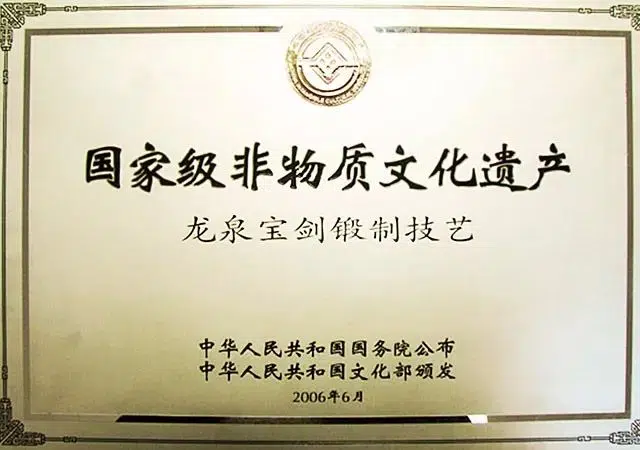 国家级非物质文化遗产
龙泉宝剑锻制技艺
中华人民共和国国务院公布
中华人民共和国文化部颁发
2006年6月